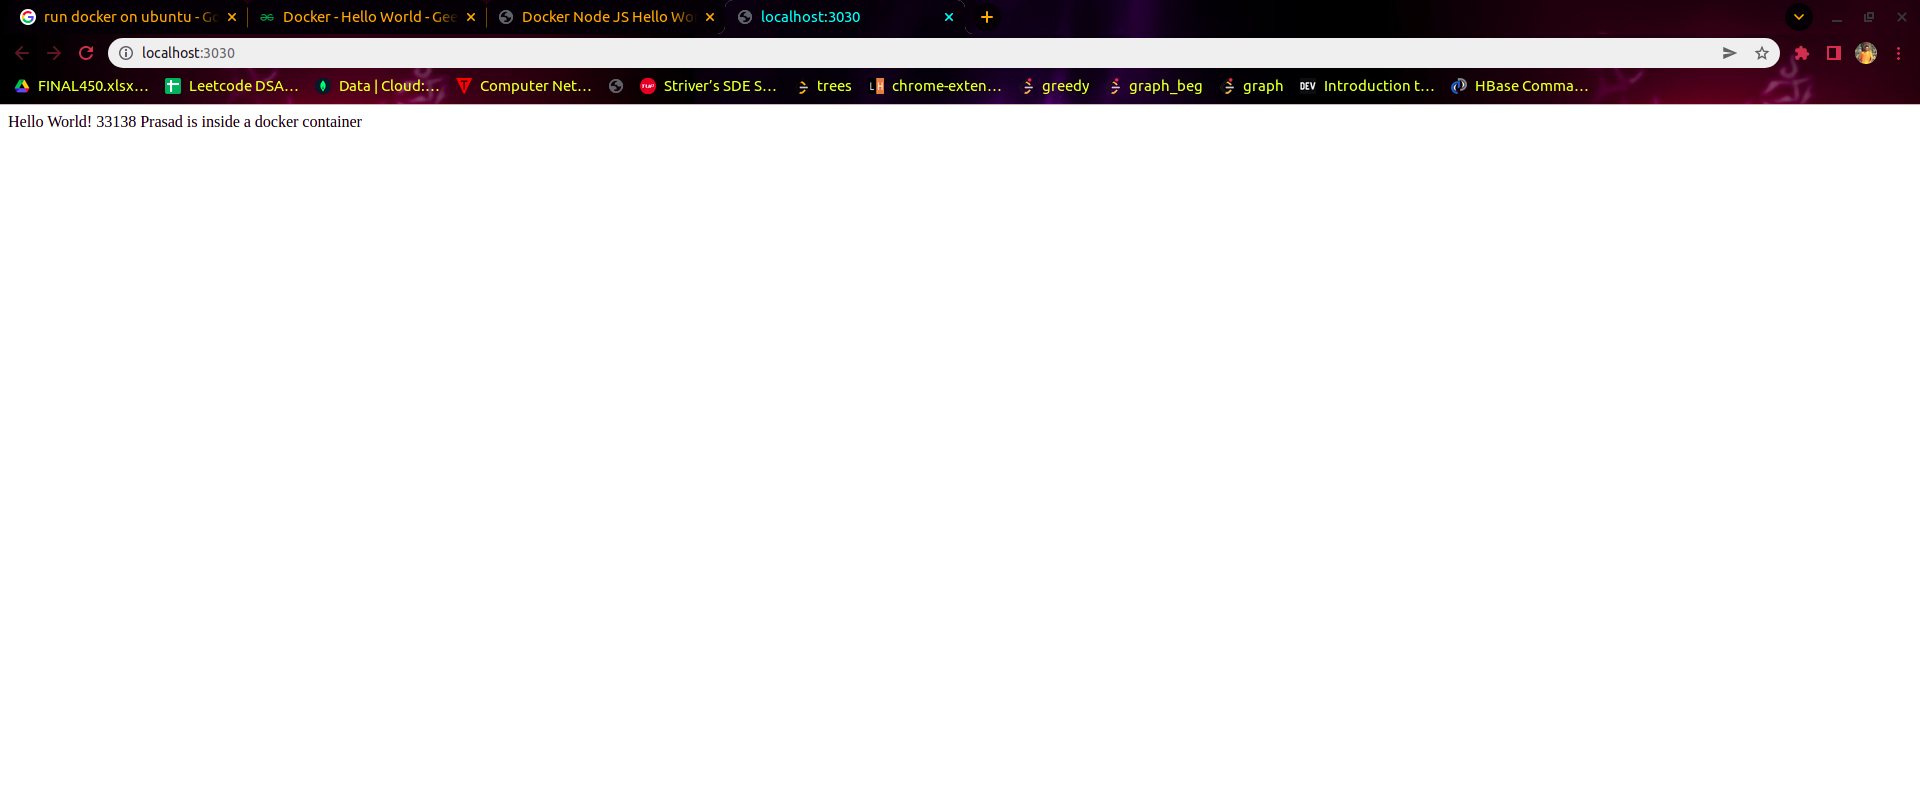 run docker on ubuntu - Go
Docker - Hello World - Gee
Docker Node JS Hello Wo
localhost:3030
localhost:3030
FINAL450.xlsx...
Leetcode DSA...
Data | Cloud:...
Computer Net...
Striver's SDE S...
trees
chrome-exten...
greedy
graph_beg
graph
DEV Introduction t...
HBase Comma...
Hello World! 33138 Prasad is inside a docker container